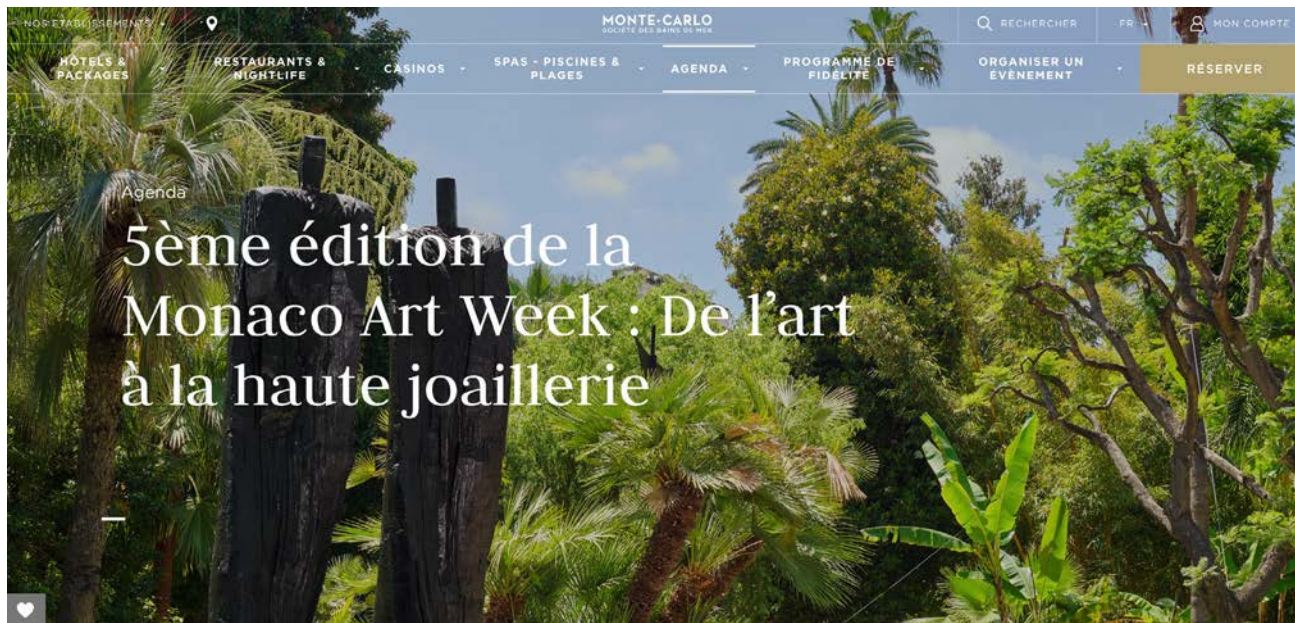 NOS ÉTABLISSEMENTS
MONTE-CARLO
SOCIÉTÉ DES BAINS DE MER
RECHERCHER
FR
MON COMPTE
HÔTELS &
PACKAGES
RESTAURANTS &
NIGHTLIFE
CASINOS
SPAS - PISCINES &
PLAGES
AGENDA
PROGRAMME DE
FIDÉLITÉ
ORGANISER UN
ÉVÈNEMENT
RÉSERVER
Agenda
5ème édition de la
Monaco Art Week : De l’art
à la haute joaillerie